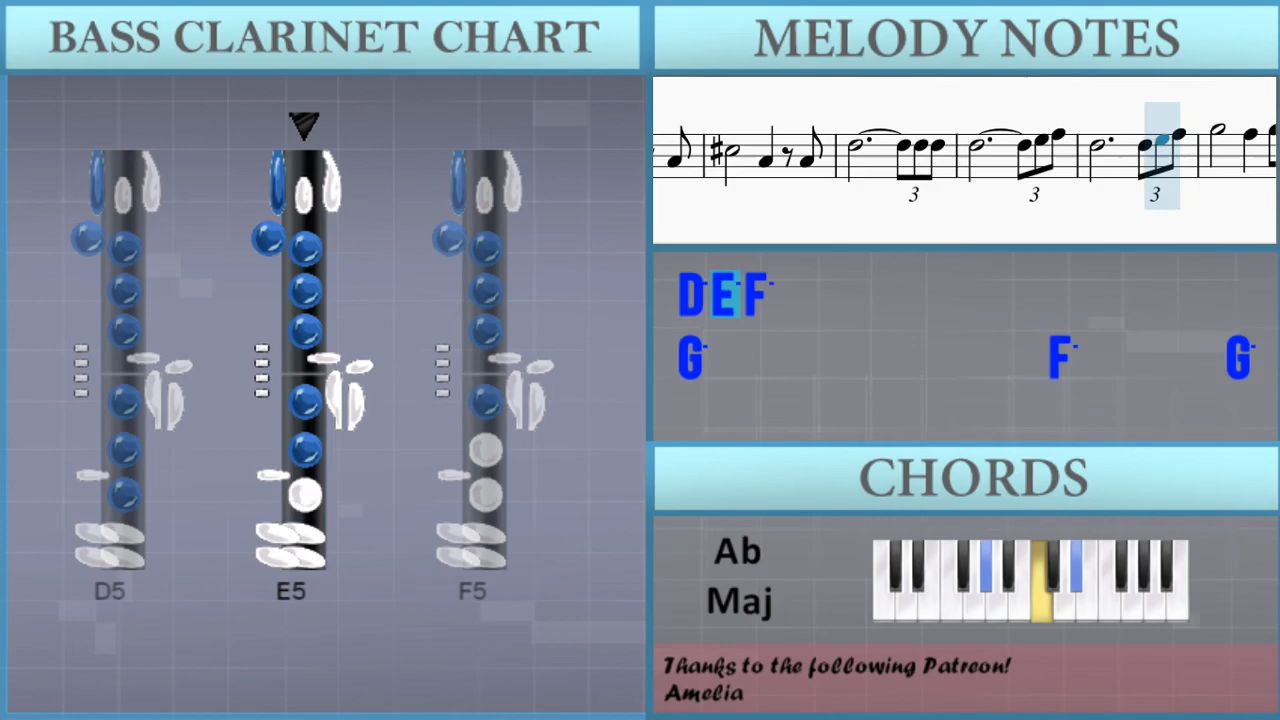 BASS CLARINET CHART
D5 E5 F5
MELODY NOTES
3 3 3
D- E- F-
G- F- G-
CHORDS
Ab
Maj
Thanks to the following Patreon!
Amelia